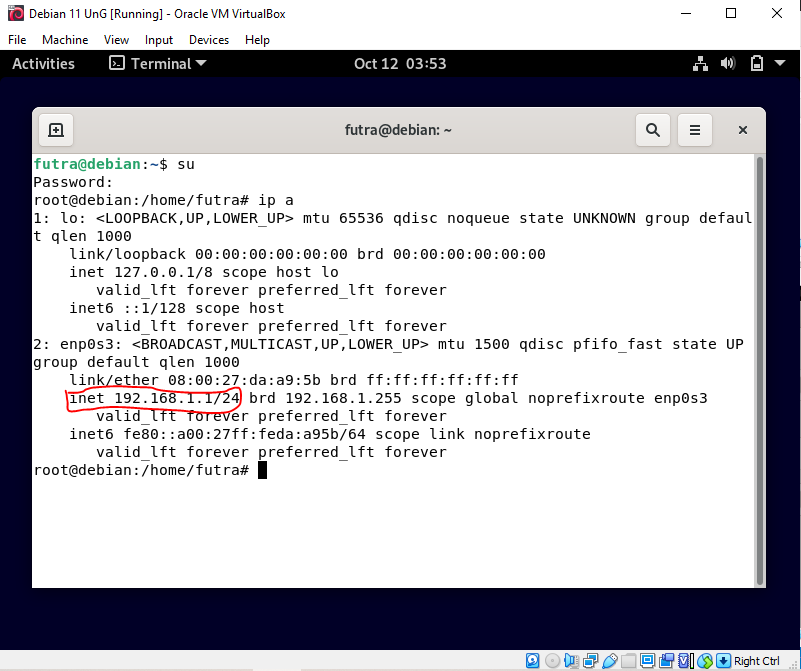 Debian 11 UnG [Running] - Oracle VM VirtualBox
File Machine View Input Devices Help
Activities Terminal Oct 12 03:53
futra@debian: ~
futra@debian:~$ su
Password:
root@debian:/home/futra# ip a
1: lo: <LOOPBACK,UP,LOWER_UP> mtu 65536 qdisc noqueue state UNKNOWN group defaul
t qlen 1000
    link/loopback 00:00:00:00:00:00 brd 00:00:00:00:00:00
    inet 127.0.0.1/8 scope host lo
       valid_lft forever preferred_lft forever
    inet6 ::1/128 scope host
       valid_lft forever preferred_lft forever
2: enp0s3: <BROADCAST,MULTICAST,UP,LOWER_UP> mtu 1500 qdisc pfifo_fast state UP
group default qlen 1000
    link/ether 08:00:27:da:a9:5b brd ff:ff:ff:ff:ff:ff
    inet 192.168.1.1/24 brd 192.168.1.255 scope global noprefixroute enp0s3
       valid_lft forever preferred_lft forever
    inet6 fe80::a00:27ff:feda:a95b/64 scope link noprefixroute
       valid_lft forever preferred_lft forever
root@debian:/home/futra#
Right Ctrl